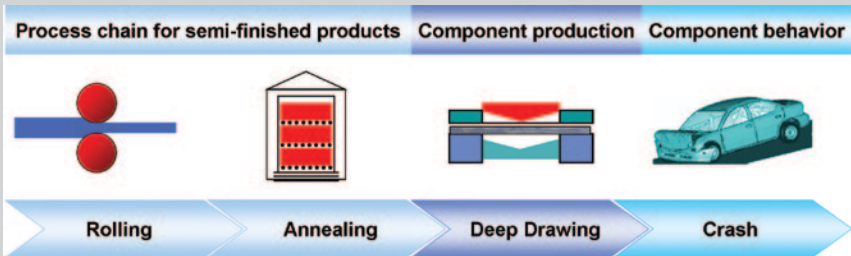 Process chain for semi-finished products
Component production
Component behavior
Rolling
Annealing
Deep Drawing
Crash